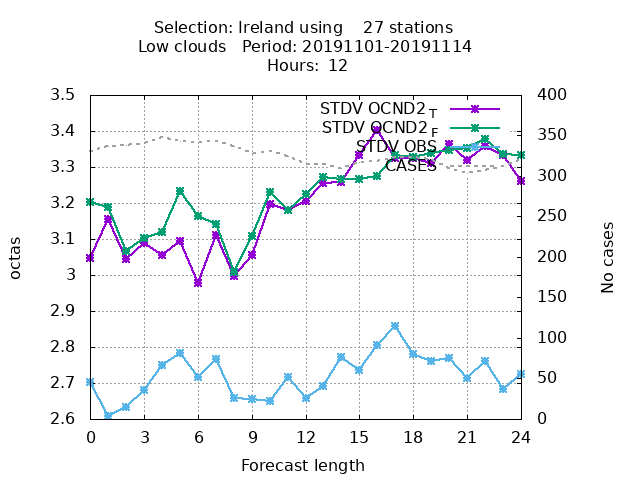 Selection: Ireland using 27 stations
Low clouds Period: 20191101-20191114
Hours: 12
STDV OCND2 T
STDV OCND2 F
STDV OBS
CASES
octas
No cases
3.5
3.4
3.3
3.2
3.1
3
2.9
2.8
2.7
2.6
400
350
300
250
200
150
100
50
0
0 3 6 9 12 15 18 21 24
Forecast length